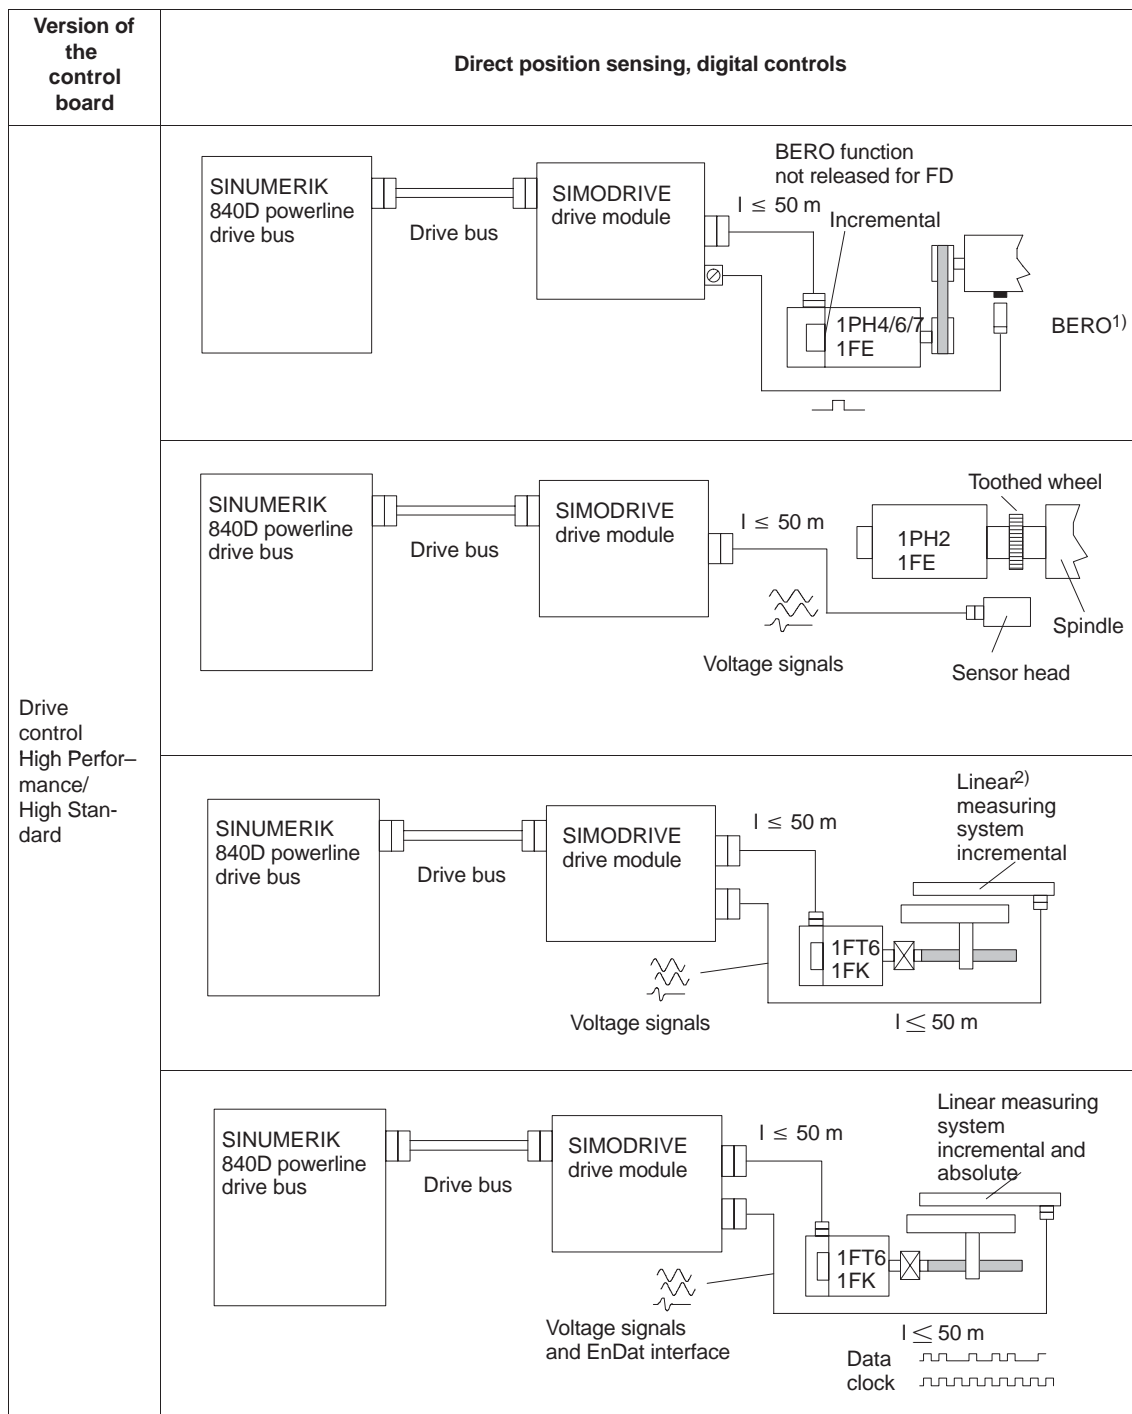 Version of
the
control
board
Direct position sensing, digital controls
Drive
control
High Perfor–
mance/
High Stan-
dard
SINUMERIK
840D powerline
drive bus
Drive bus
SIMODRIVE
drive module
BERO function
not released for FD
l ≤ 50 m
Incremental
1PH4/6/7
1FE
BERO1)
SINUMERIK
840D powerline
drive bus
Drive bus
SIMODRIVE
drive module
l ≤ 50 m
Voltage signals
Toothed wheel
1PH2
1FE
Spindle
Sensor head
SINUMERIK
840D powerline
drive bus
Drive bus
SIMODRIVE
drive module
l ≤ 50 m
Linear2)
measuring
system
incremental
1FT6
1FK
Voltage signals
l ≤ 50 m
SINUMERIK
840D powerline
drive bus
Drive bus
SIMODRIVE
drive module
l ≤ 50 m
Linear measuring
system
incremental and
absolute
1FT6
1FK
Voltage signals
and EnDat interface
l ≤ 50 m
Data
clock